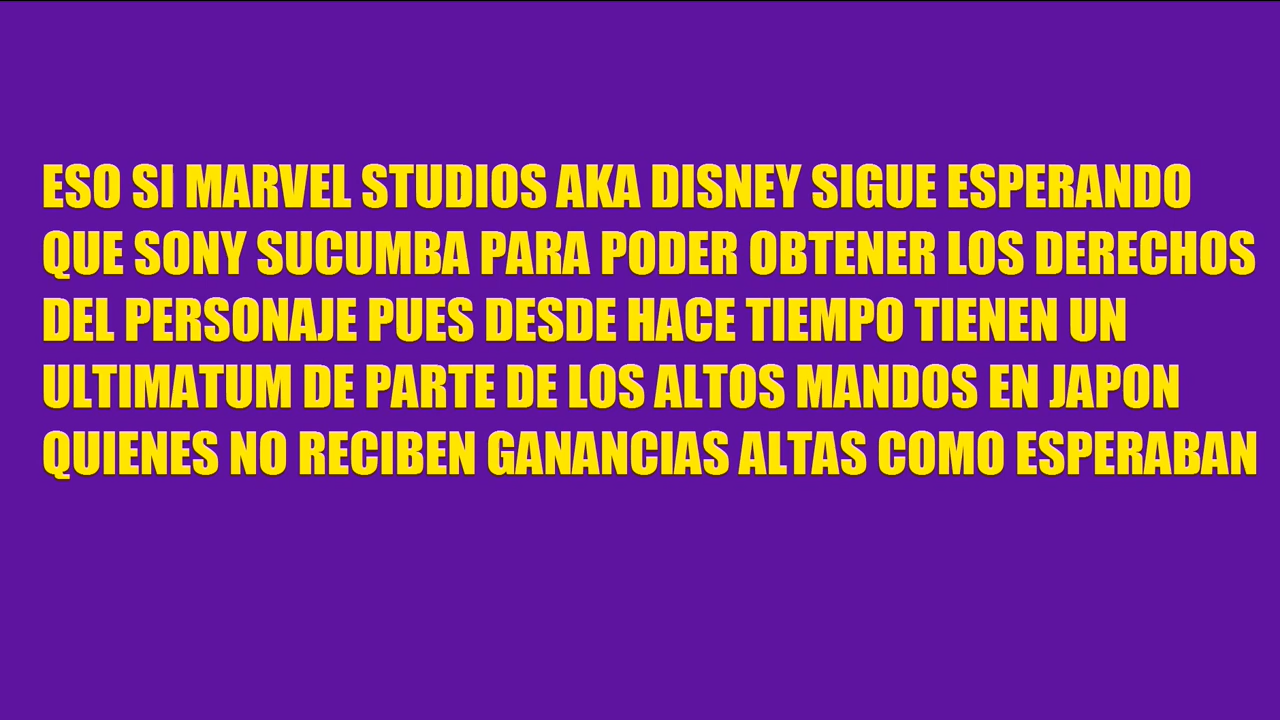 ESO SI MARVEL STUDIOS AKA DISNEY SIGUE ESPERANDO
QUE SONY SUCUMBA PARA PODER OBTENER LOS DERECHOS
DEL PERSONAJE PUES DESDE HACE TIEMPO TIENEN UN
ULTIMATUM DE PARTE DE LOS ALTOS MANDOS EN JAPON
QUIENES NO RECIBEN GANANCIAS ALTAS COMO ESPERABAN